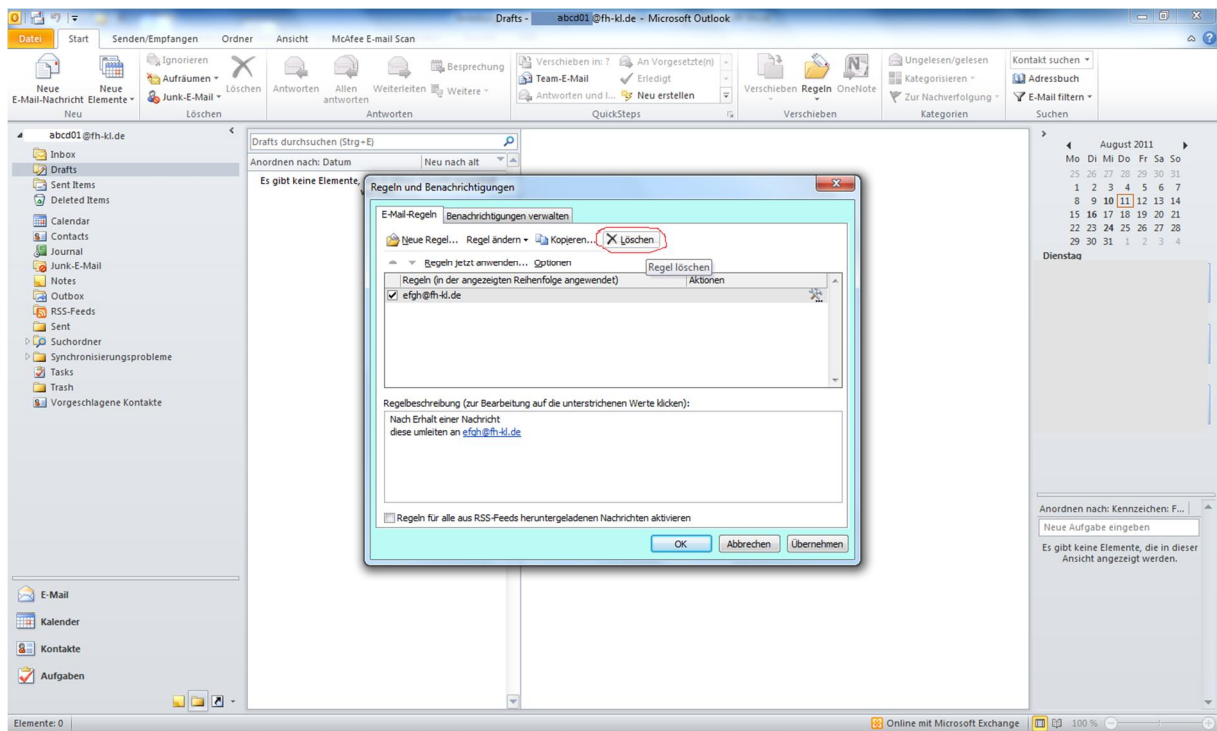 Drafts - abcd01 @fh-kl.de - Microsoft Outlook
Datei Start Senden/Empfangen Ordner Ansicht McAfee E-mail Scan
Neue E-Mail-Nachricht
Neue Elemente
Neu
Ignorieren
Aufräumen
Junk-E-Mail
Löschen
Löschen
Antworten
Allen antworten
Weiterleiten
Besprechung
Weitere
Antworten
Verschieben in: ?
Team-E-Mail
Antworten und l...
An Vorgesetzte(n)
Erledigt
Neu erstellen
QuickSteps
Verschieben
Regeln
OneNote
Verschieben
Ungelesen/gelesen
Kategorisieren
Zur Nachverfolgung
Kategorien
Kontakt suchen
Adressbuch
E-Mail filtern
Suchen
abcd01 @fh-kl.de
Inbox
Drafts
Sent Items
Deleted Items
Calendar
Contacts
Journal
Junk-E-Mail
Notes
Outbox
RSS-Feeds
Sent
Suchordner
Synchronisierungsprobleme
Tasks
Trash
Vorgeschlagene Kontakte
E-Mail
Kalender
Kontakte
Aufgaben
Drafts durchsuchen (Strg+E)
Anordnen nach: Datum Neu nach alt
Es gibt keine Elemente,
Regeln und Benachrichtigungen
E-Mail-Regeln Benachrichtigungen verwalten
Neue Regel... Regel ändern Kopieren... Löschen
Regeln jetzt anwenden... Optionen
Regel löschen
Regeln (in der angezeigten Reihenfolge angewendet) Aktionen
efgh@fh-kl.de
Regelbeschreibung (zur Bearbeitung auf die unterstrichenen Werte klicken):
Nach Erhalt einer Nachricht
diese umleiten an efgh@fh-kl.de
Regeln für alle aus RSS-Feeds heruntergeladenen Nachrichten aktivieren
OK Abbrechen Übernehmen
August 2011
Mo Di Mi Do Fr Sa So
25 26 27 28 29 30 31
1 2 3 4 5 6 7
8 9 10 11 12 13 14
15 16 17 18 19 20 21
22 23 24 25 26 27 28
29 30 31 1 2 3 4
Dienstag
Anordnen nach: Kennzeichen: F...
Neue Aufgabe eingeben
Es gibt keine Elemente, die in dieser
Ansicht angezeigt werden.
Elemente: 0
Online mit Microsoft Exchange
100 %